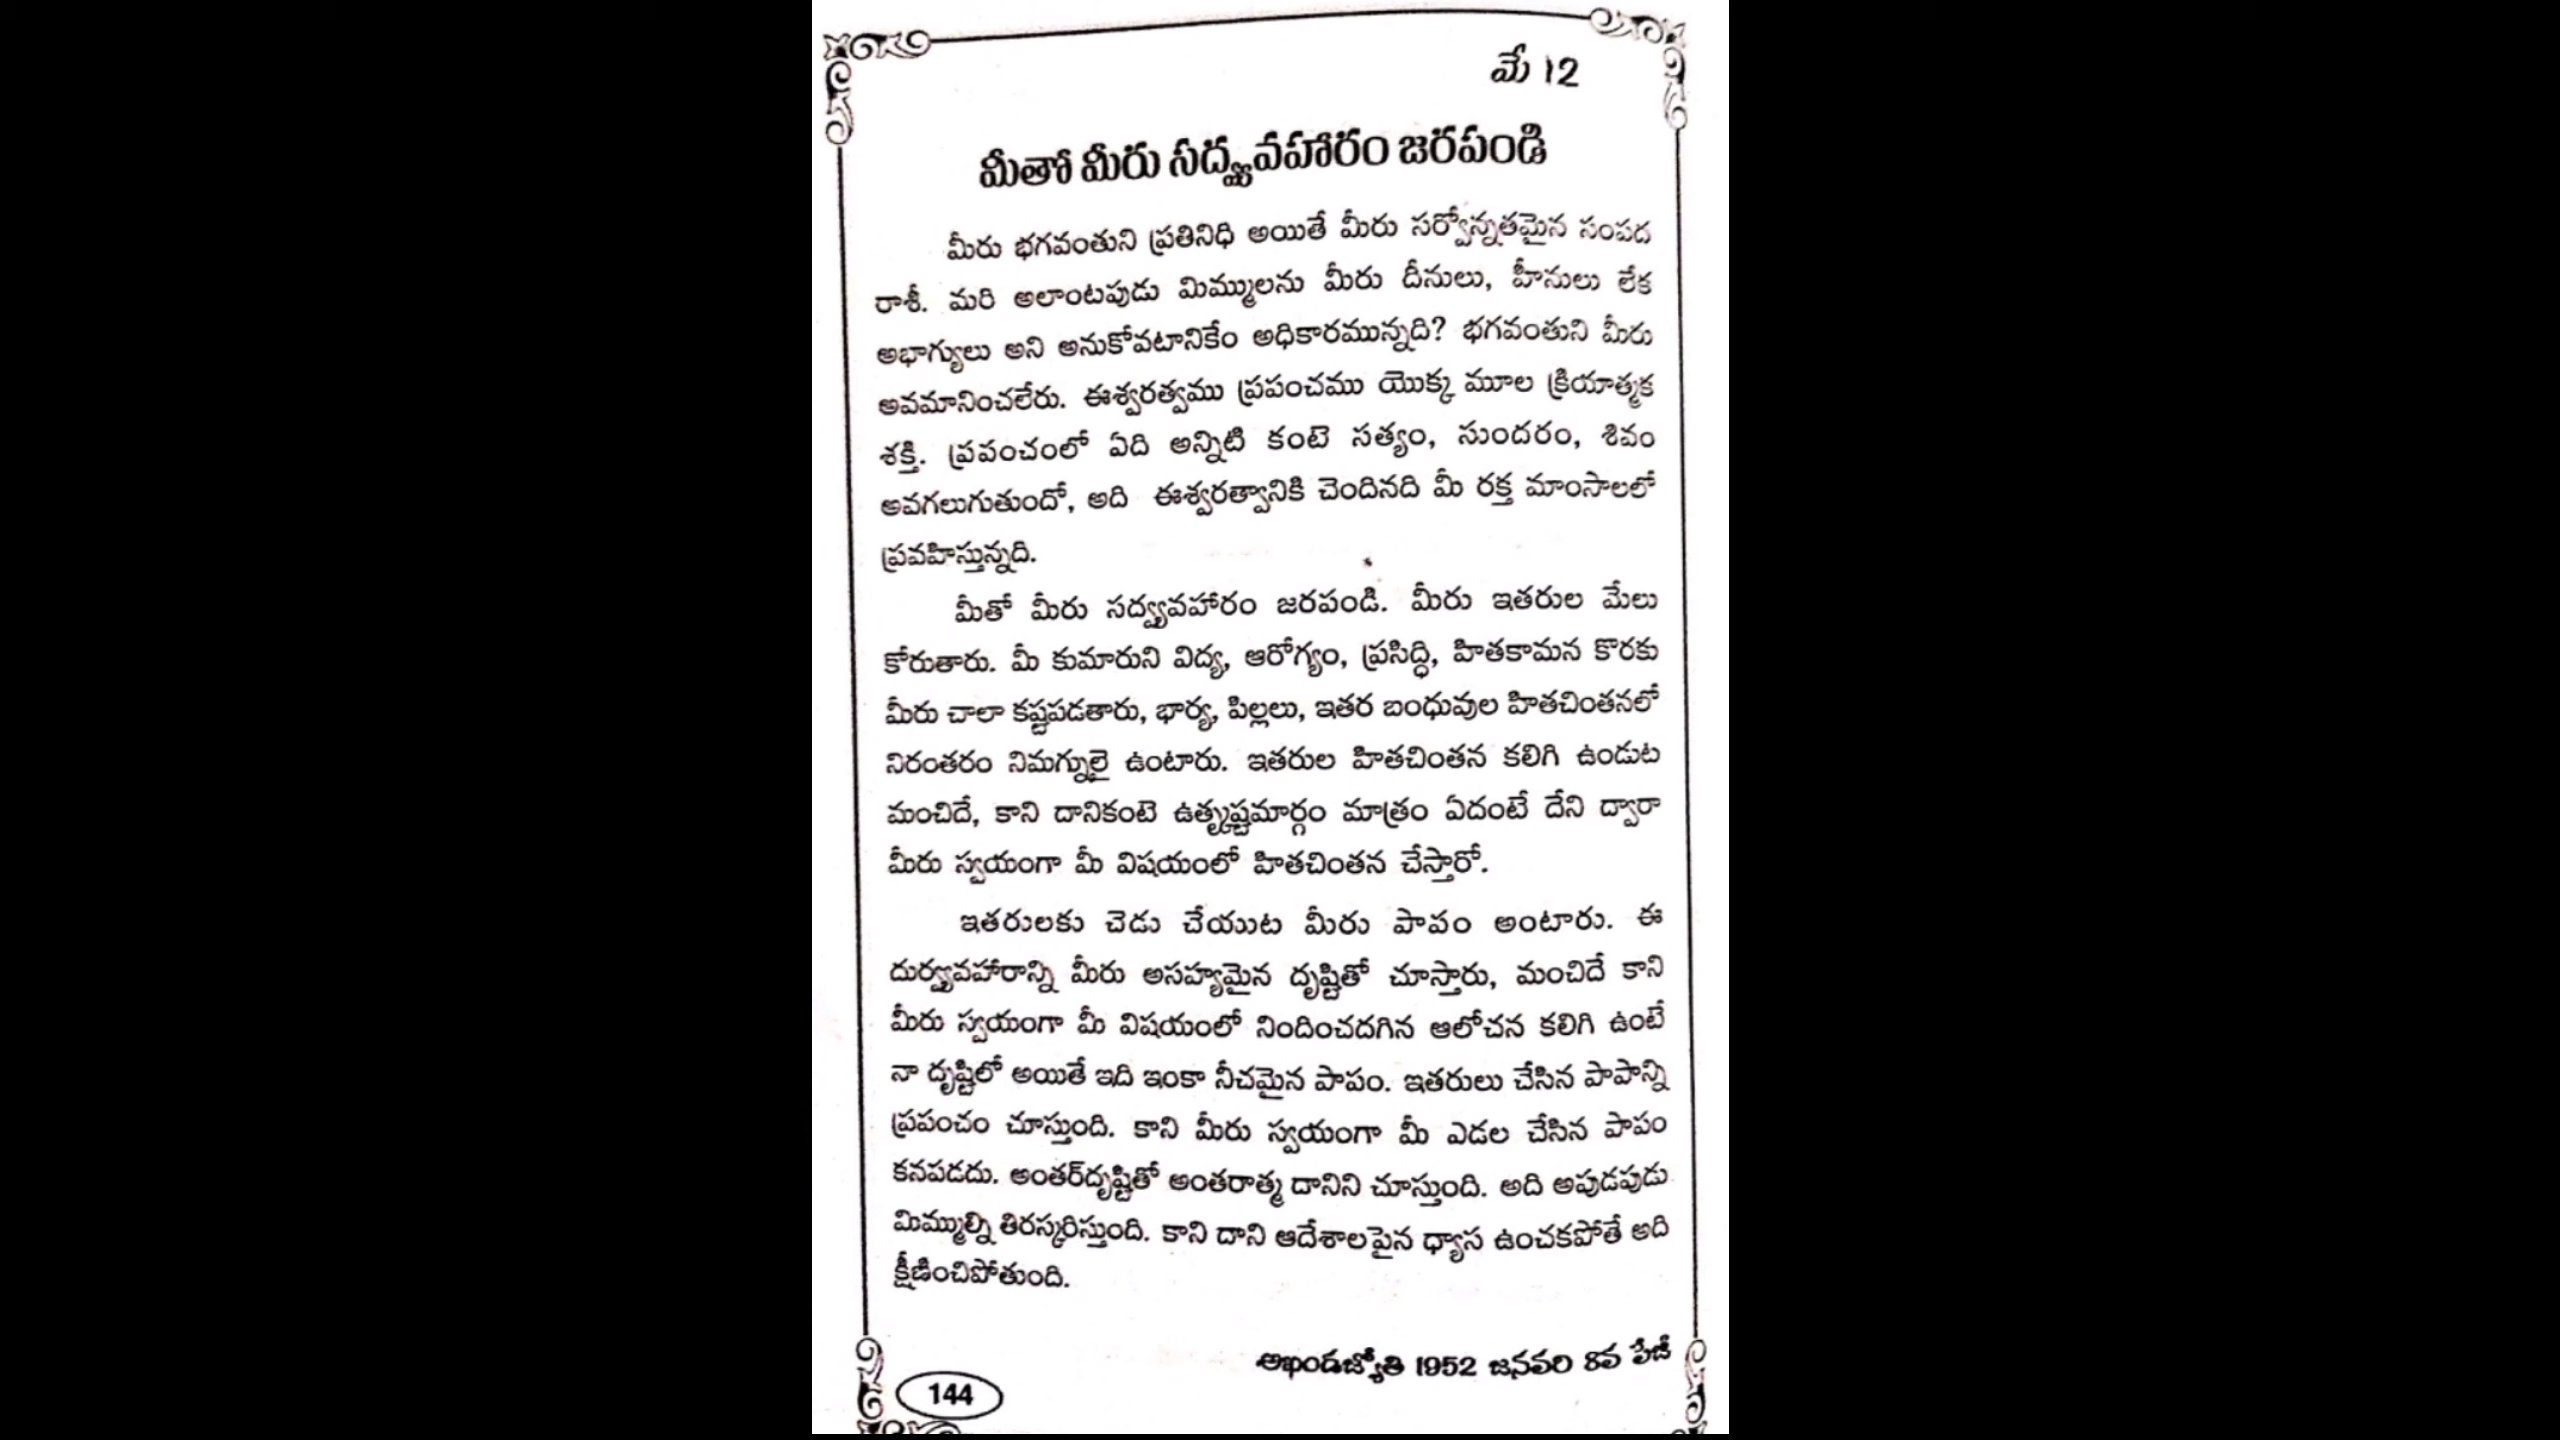 మే 12
మీతో మీరు సద్వ్యవహారం జరపండి
మీరు భగవంతుని ప్రతినిధి అయితే మీరు సర్వోన్నతమైన సంపద
రాశీ. మరి అలాంటపుడు మిమ్ములను మీరు దీనులు, హీనులు లేక
అభాగ్యులు అని అనుకోవటానికేం అధికారమున్నది? భగవంతుని మీరు
అవమానించలేరు. ఈశ్వరత్వము ప్రపంచము యొక్క మూల క్రియాత్మక
శక్తి. ప్రపంచంలో ఏది అన్నిటి కంటె సత్యం, సుందరం, శివం
అవగలుగుతుందో, అది ఈశ్వరత్వానికి చెందినది మీ రక్త మాంసాలలో
ప్రవహిస్తున్నది.
మీతో మీరు సద్వ్యవహారం జరపండి. మీరు ఇతరుల మేలు
కోరుతారు. మీ కుమారుని విద్య, ఆరోగ్యం, ప్రసిద్ధి, హితకామన కొరకు
మీరు చాలా కష్టపడతారు, భార్య, పిల్లలు, ఇతర బంధువుల హితచింతనలో
నిరంతరం నిమగ్నులై ఉంటారు. ఇతరుల హితచింతన కలిగి ఉండుట
మంచిదే, కాని దానికంటె ఉత్కృష్టమార్గం మాత్రం ఏదంటే దేని ద్వారా
మీరు స్వయంగా మీ విషయంలో హితచింతన చేస్తారో.
ఇతరులకు చెడు చేయుట మీరు పాపం అంటారు. ఈ
దుర్వ్యవహారాన్ని మీరు అసహ్యమైన దృష్టితో చూస్తారు, మంచిదే కాని
మీరు స్వయంగా మీ విషయంలో నిందించదగిన ఆలోచన కలిగి ఉంటే
నా దృష్టిలో అయితే ఇది ఇంకా నీచమైన పాపం. ఇతరులు చేసిన పాపాన్ని
ప్రపంచం చూస్తుంది. కాని మీరు స్వయంగా మీ ఎడల చేసిన పాపం
కనపడదు. అంతర్‌దృష్టితో అంతరాత్మ దానిని చూస్తుంది. అది అపుడపుడు
మిమ్ముల్ని తిరస్కరిస్తుంది. కాని దాని ఆదేశాలపైన ధ్యాస ఉంచకపోతే అది
క్షీణించిపోతుంది.
అఖండజ్యోతి 1952 జనవరి 8వ పేజీ
144